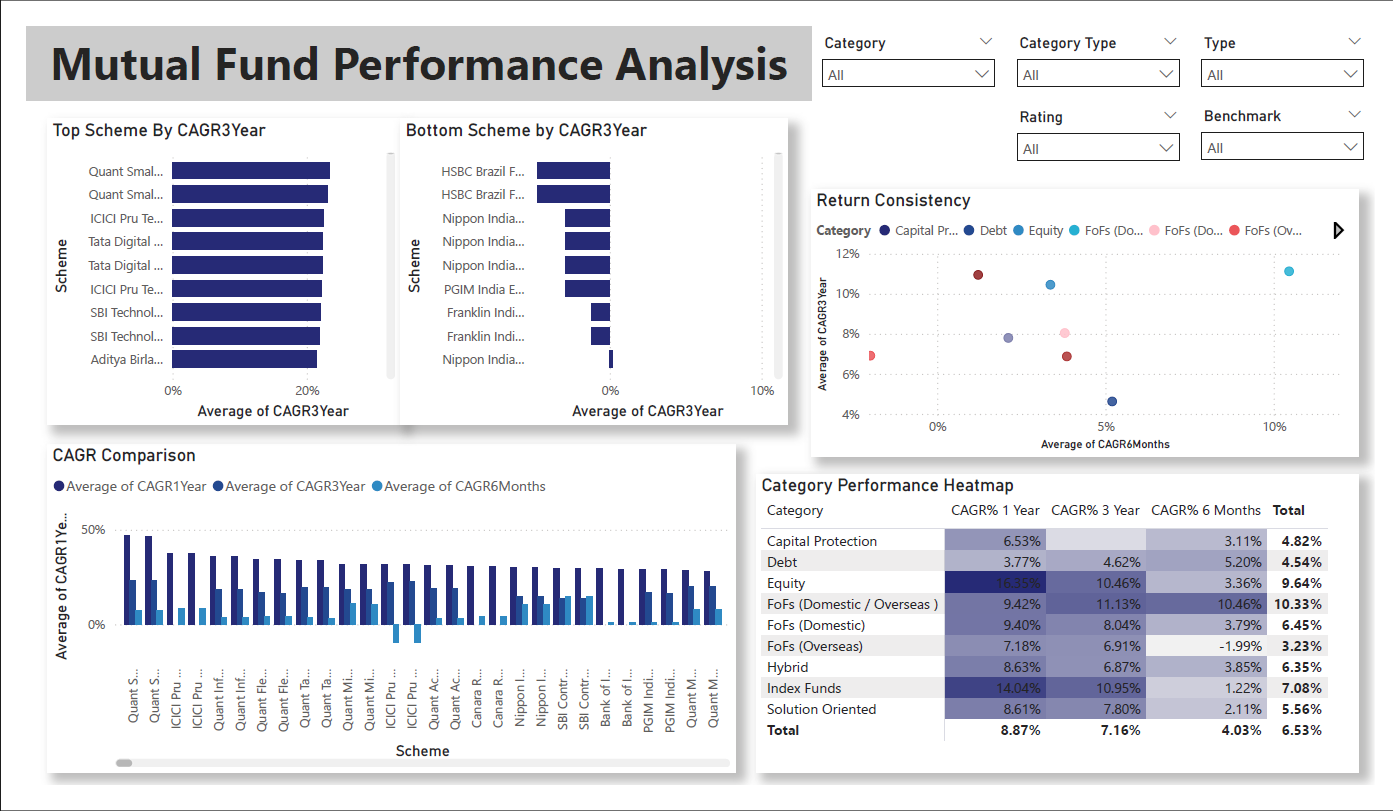 Mutual Fund Performance Analysis
Category
All
Category Type
All
Type
All
Rating
All
Benchmark
All
Top Scheme By CAGR3Year
Scheme
Quant Smal...
Quant Smal...
ICICI Pru Te...
Tata Digital ...
Tata Digital ...
ICICI Pru Te...
SBI Technol...
SBI Technol...
Aditya Birla...
0% 20%
Average of CAGR3Year
Bottom Scheme by CAGR3Year
Scheme
HSBC Brazil F...
HSBC Brazil F...
Nippon India...
Nippon India...
Nippon India...
PGIM India E...
Franklin Indi...
Franklin Indi...
Nippon India...
0% 10%
Average of CAGR3Year
Return Consistency
Category Capital Pr... Debt Equity FoFs (Do... FoFs (Do... FoFs (Ov...
Average of CAGR3Year
12%
10%
8%
6%
4%
0% 5% 10%
Average of CAGR6Months
CAGR Comparison
Average of CAGR1Year Average of CAGR3Year Average of CAGR6Months
Average of CAGR1Ye...
50%
0%
Quant S...
Quant S...
ICICI Pru ...
ICICI Pru ...
Quant Inf...
Quant Inf...
Quant Fle...
Quant Fle...
Quant Ta...
Quant Ta...
Quant Mi...
Quant Mi...
ICICI Pru ...
ICICI Pru ...
Quant Ac...
Quant Ac...
Canara R...
Canara R...
Nippon I...
Nippon I...
SBI Contr...
SBI Contr...
Bank of I...
Bank of I...
PGIM Indi...
PGIM Indi...
Quant M...
Quant M...
Scheme
Category Performance Heatmap
Category CAGR% 1 Year CAGR% 3 Year CAGR% 6 Months Total
Capital Protection 6.53% 3.11% 4.82%
Debt 3.77% 4.62% 5.20% 4.54%
Equity 16.35% 10.46% 3.36% 9.64%
FoFs (Domestic / Overseas ) 9.42% 11.13% 10.46% 10.33%
FoFs (Domestic) 9.40% 8.04% 3.79% 6.45%
FoFs (Overseas) 7.18% 6.91% -1.99% 3.23%
Hybrid 8.63% 6.87% 3.85% 6.35%
Index Funds 14.04% 10.95% 1.22% 7.08%
Solution Oriented 8.61% 7.80% 2.11% 5.56%
Total 8.87% 7.16% 4.03% 6.53%